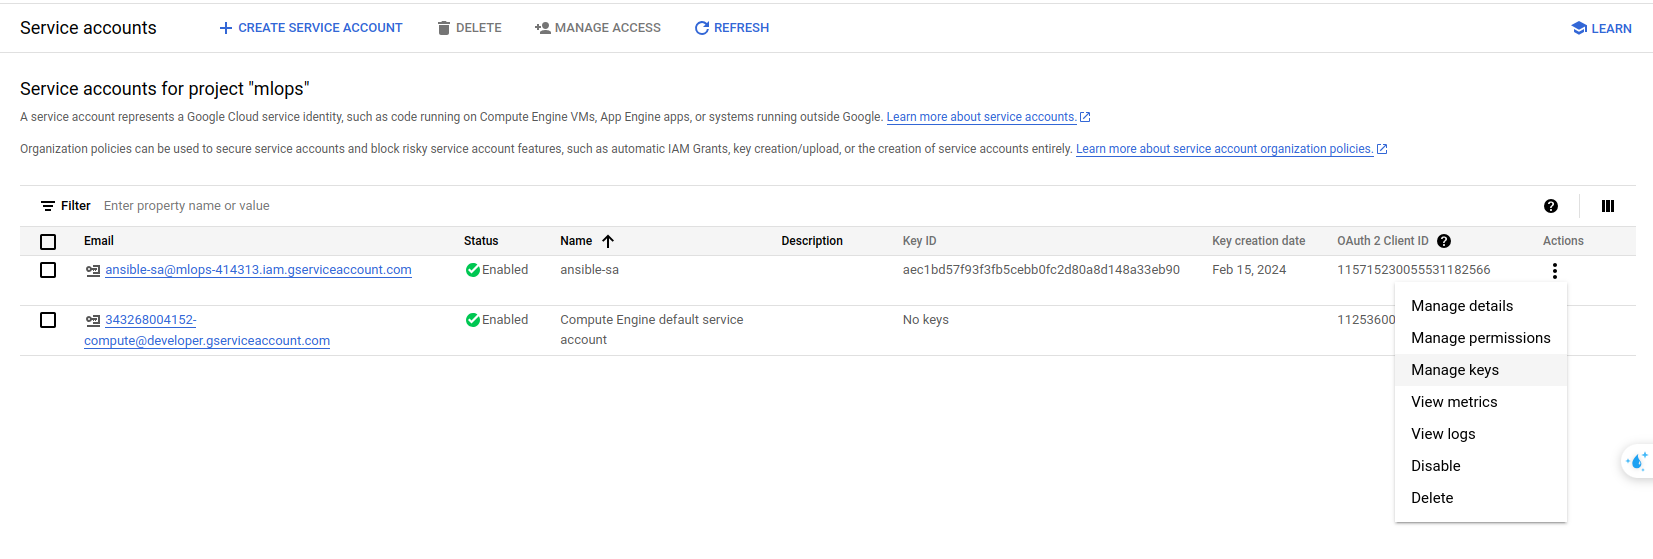 Service accounts
CREATE SERVICE ACCOUNT
DELETE
MANAGE ACCESS
REFRESH
LEARN
Service accounts for project "mlops"
A service account represents a Google Cloud service identity, such as code running on Compute Engine VMs, App Engine apps, or systems running outside Google. Learn more about service accounts.
Organization policies can be used to secure service accounts and block risky service account features, such as automatic IAM Grants, key creation/upload, or the creation of service accounts entirely. Learn more about service account organization policies.
Filter Enter property name or value
Email Status Name Description Key ID Key creation date OAuth 2 Client ID Actions
ansible-sa@mlops-414313.iam.gserviceaccount.com Enabled ansible-sa aec1bd57f93f3fb5cebb0fc2d80a8d148a33eb90 Feb 15, 2024 115715230055531182566
343268004152- Enabled Compute Engine default service No keys 11253600
compute@developer.gserviceaccount.com account
Manage details
Manage permissions
Manage keys
View metrics
View logs
Disable
Delete